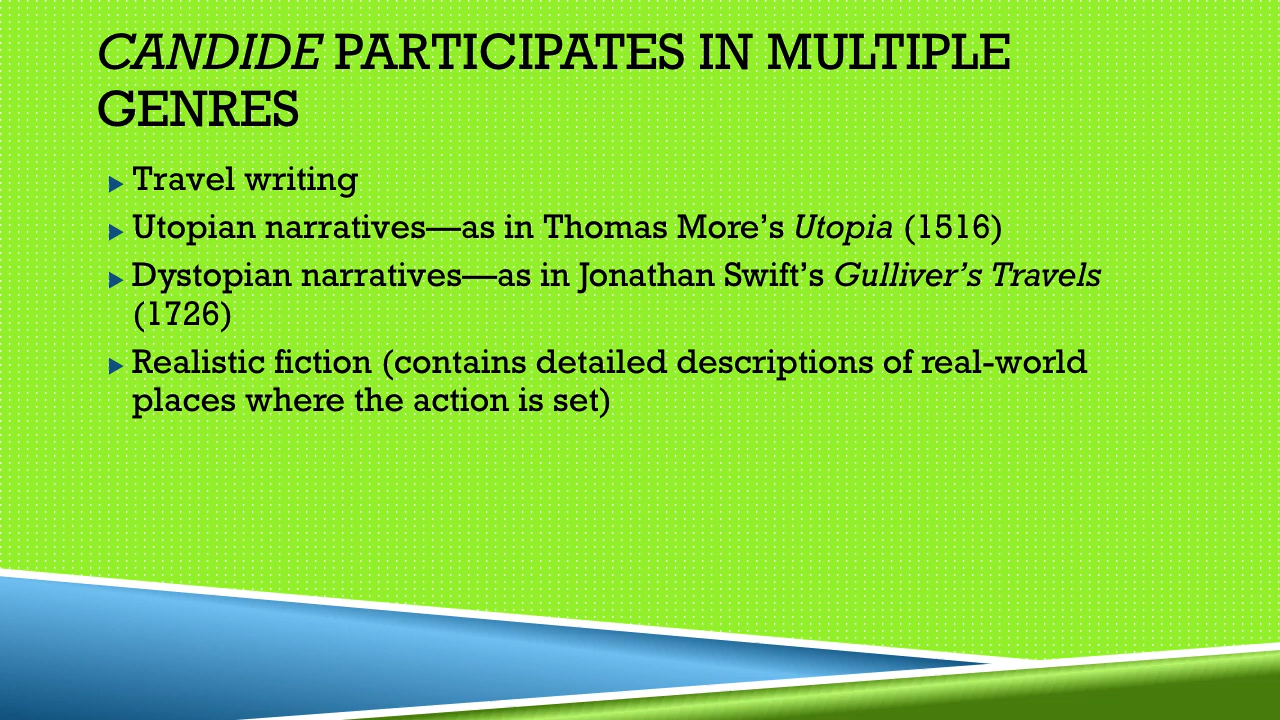 CANDIDE PARTICIPATES IN MULTIPLE
GENRES
Travel writing
Utopian narratives—as in Thomas More’s Utopia (1516)
Dystopian narratives—as in Jonathan Swift’s Gulliver’s Travels
(1726)
Realistic fiction (contains detailed descriptions of real-world
places where the action is set)